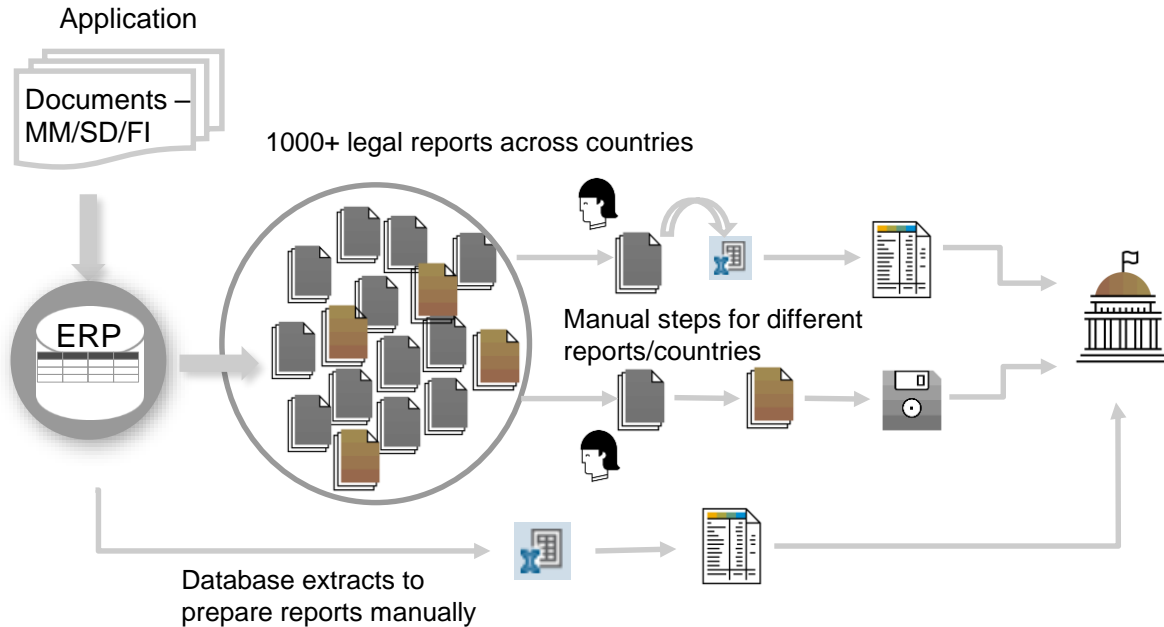 Application
Documents –
MM/SD/FI
1000+ legal reports across countries
ERP
Manual steps for different
reports/countries
Database extracts to
prepare reports manually